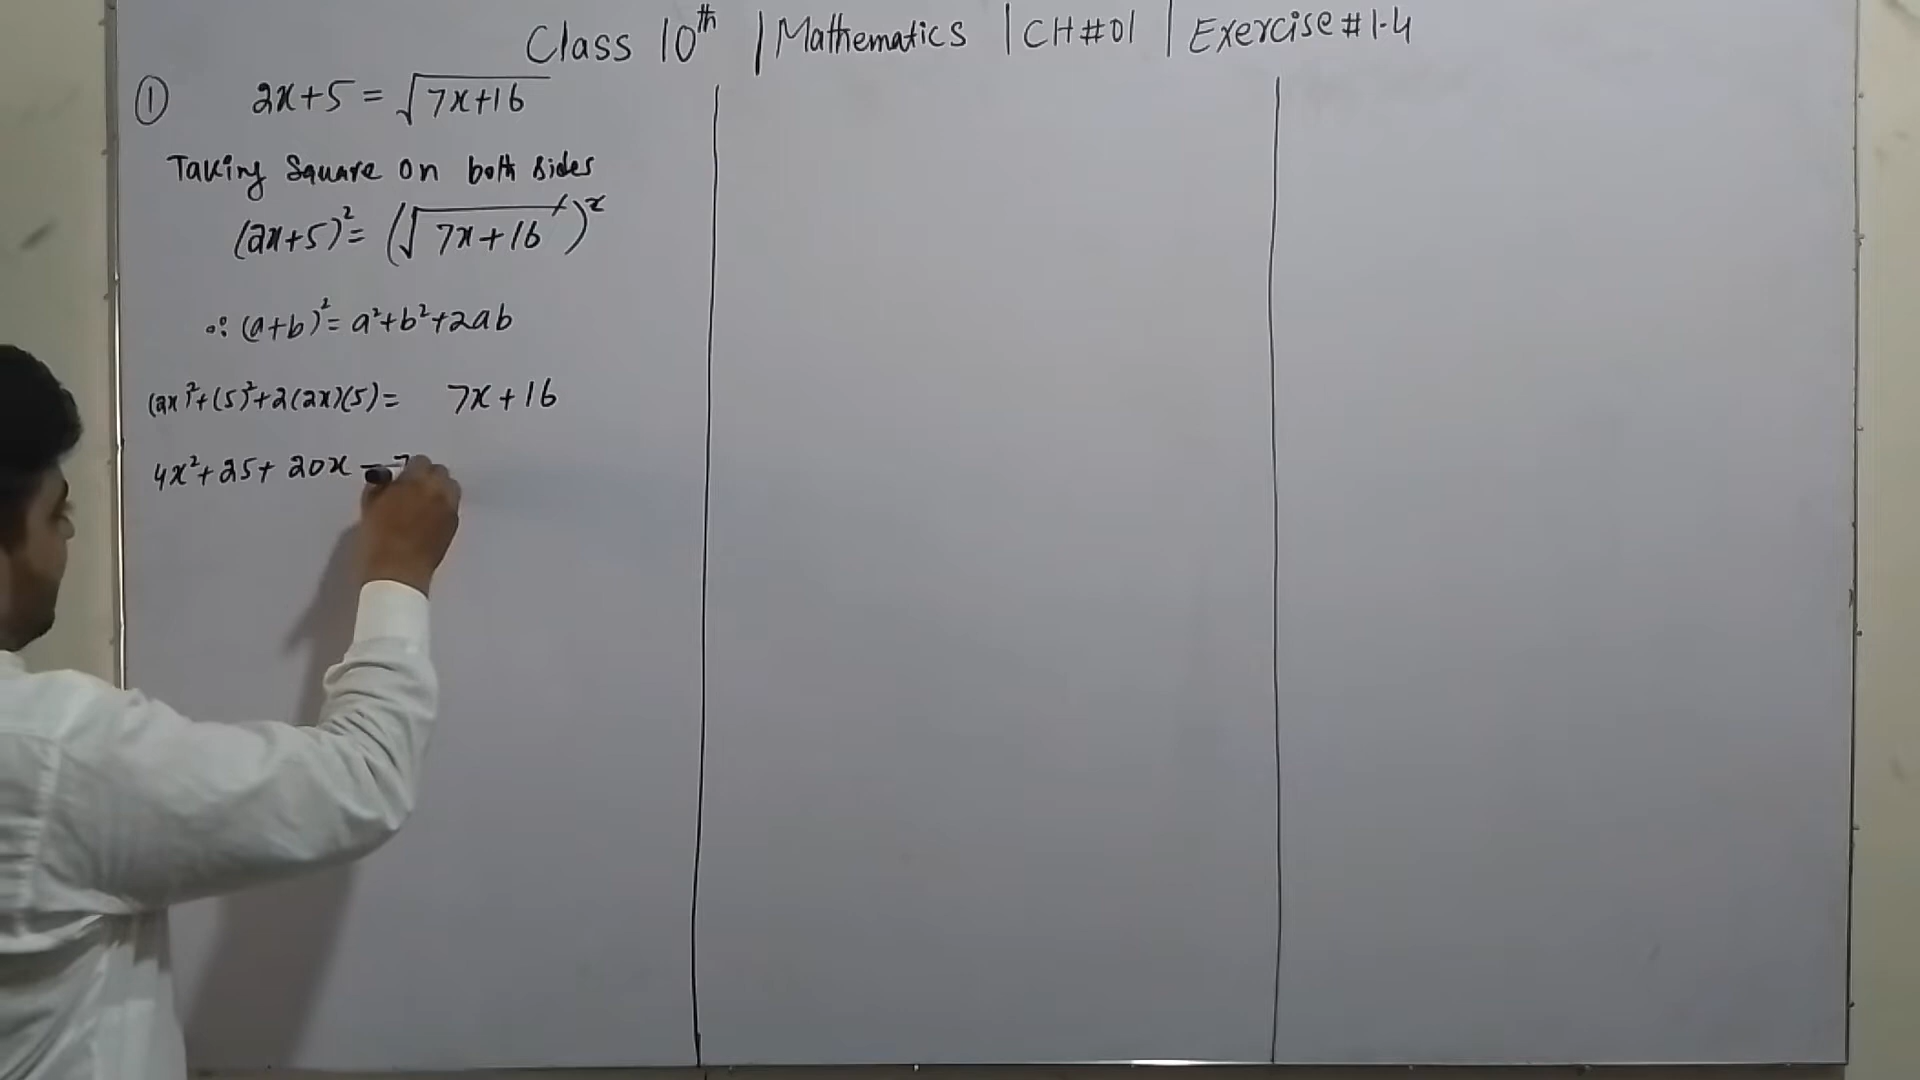 Class 10th | Mathematics | CH#01 | Exercise#1.4
① 2x+5 = √7x+16
Taking Square on both sides
(2x+5)² = (√7x+16)²
∵ (a+b)² = a²+b²+2ab
(2x)²+(5)²+2(2x)(5) = 7x+16
4x²+25+20x - 7